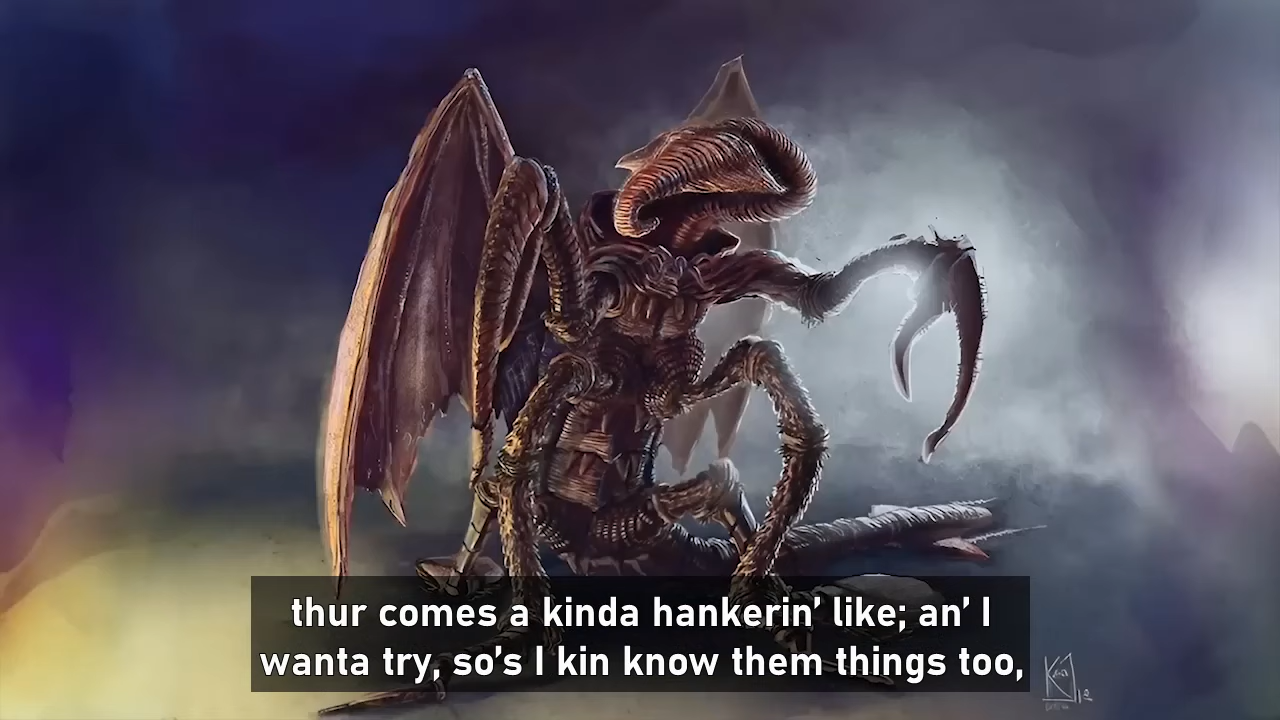 thur comes a kinda hankerin’ like; an’ I
wanta try, so’s I kin know them things too,